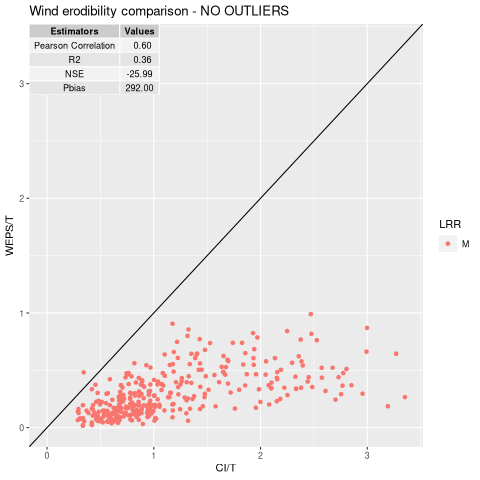 Wind erodibility comparison - NO OUTLIERS
Estimators Values
Pearson Correlation 0.60
R2 0.36
NSE -25.99
Pbias 292.00
3
2
1
0
WEPS/T
0 1 2 3
CI/T
LRR
M